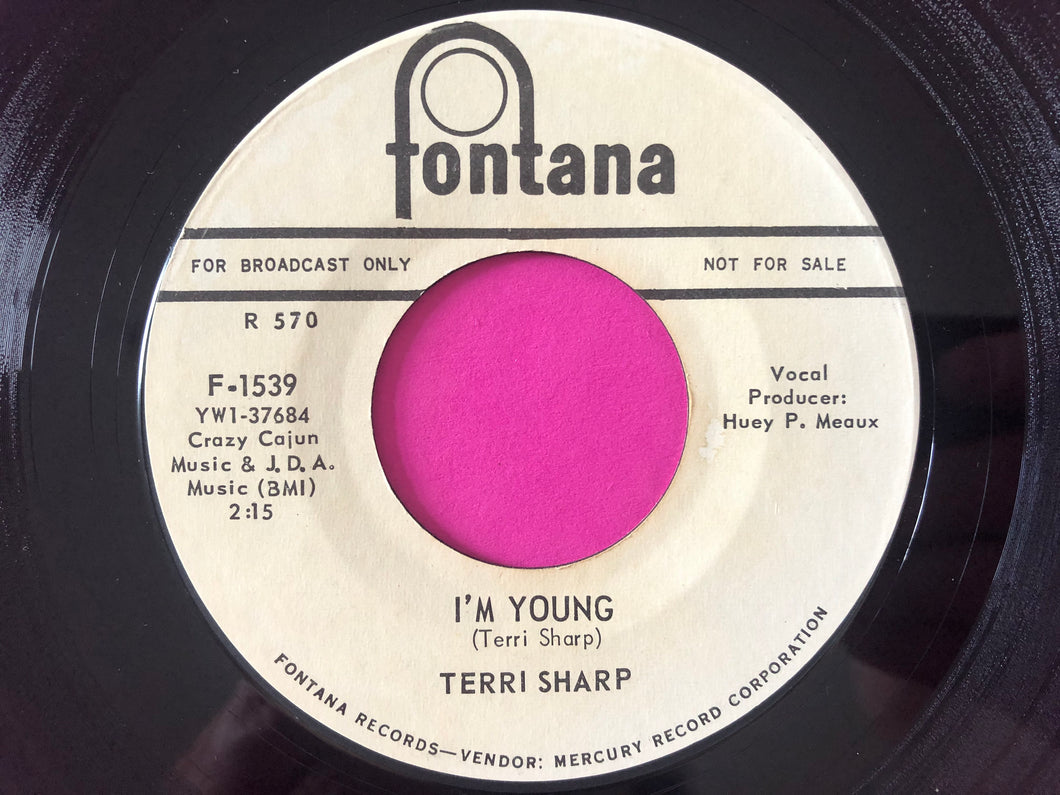 fontana
FOR BROADCAST ONLY
NOT FOR SALE
R 570
F-1539
YW1-37684
Crazy Cajun
Music & J.D.A.
Music (BMI)
2:15
Vocal
Producer:
Huey P. Meaux
I'M YOUNG
(Terri Sharp)
TERRI SHARP
FONTANA RECORDS—VENDOR: MERCURY RECORD CORPORATION